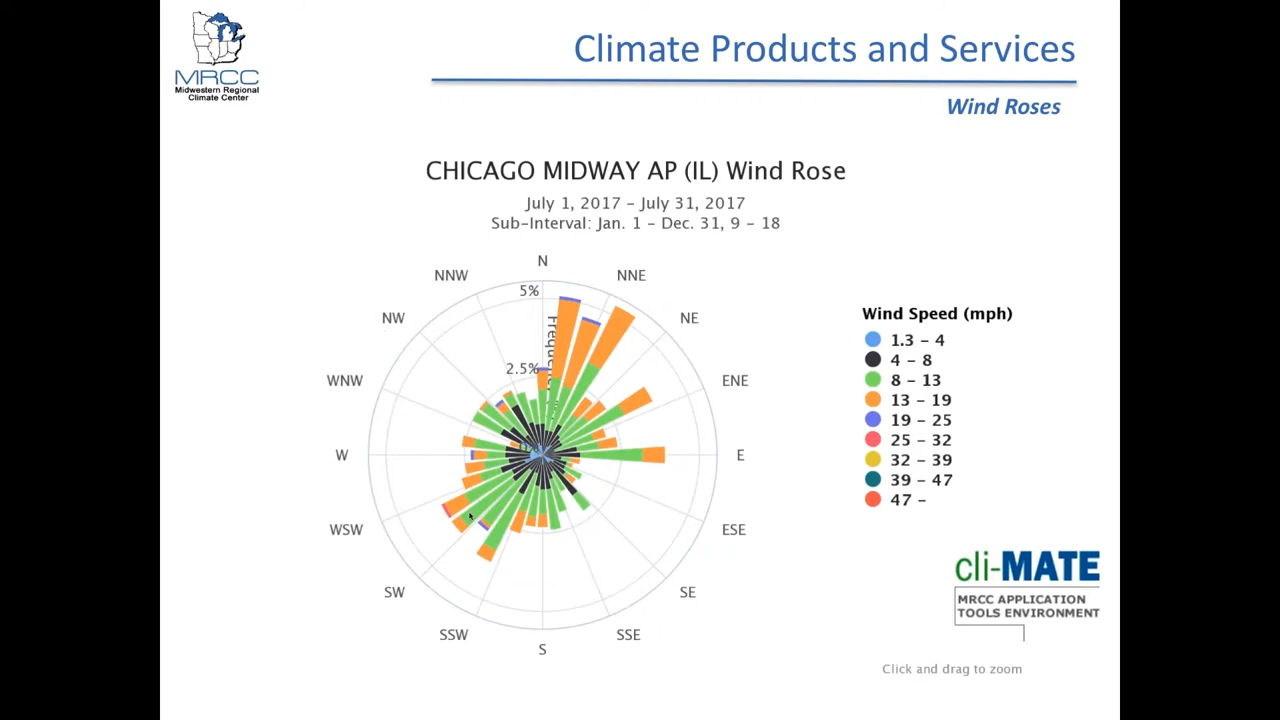 MRCC
Midwestern Regional
Climate Center
Climate Products and Services
Wind Roses
CHICAGO MIDWAY AP (IL) Wind Rose
July 1, 2017 – July 31, 2017
Sub-Interval: Jan. 1 – Dec. 31, 9 – 18
N
NNW
NNE
5%
NW
NE
2.5%
WNW
ENE
W
E
WSW
ESE
SW
SE
SSW
SSE
S
Wind Speed (mph)
1.3 – 4
4 – 8
8 – 13
13 – 19
19 – 25
25 – 32
32 – 39
39 – 47
47 –
cli-MATE
MRCC APPLICATION
TOOLS ENVIRONMENT
Click and drag to zoom